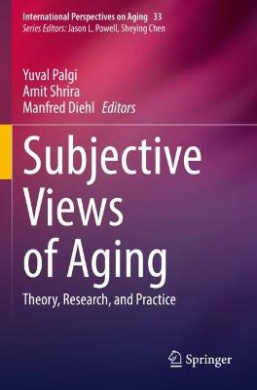 International Perspectives on Aging 33
Series Editors: Jason L. Powell, Sheying Chen
Yuval Palgi
Amit Shrira
Manfred Diehl Editors
Subjective
Views
of Aging
Theory, Research, and Practice
Springer